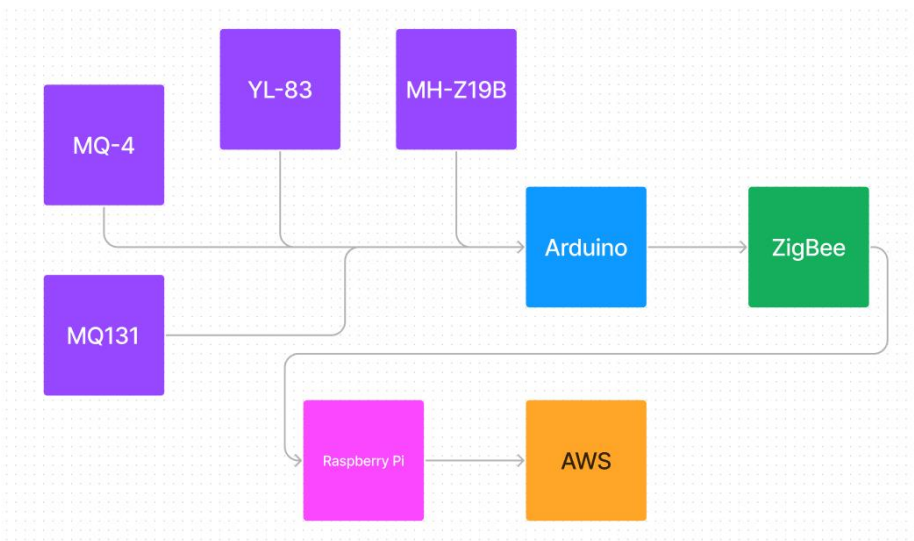 YL-83
MH-Z19B
MQ-4
Arduino
ZigBee
MQ131
Raspberry Pi
AWS